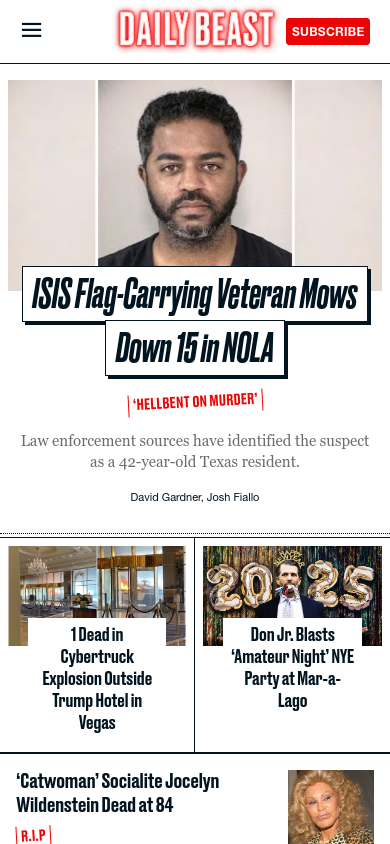 DAILY BEAST
SUBSCRIBE
ISIS Flag-Carrying Veteran Mows
Down 15 in NOLA
‘HELLBENT ON MURDER’
Law enforcement sources have identified the suspect
as a 42-year-old Texas resident.
David Gardner, Josh Fiallo
1 Dead in
Cybertruck
Explosion Outside
Trump Hotel in
Vegas
2025
Don Jr. Blasts
‘Amateur Night’ NYE
Party at Mar-a-
Lago
‘Catwoman’ Socialite Jocelyn
Wildenstein Dead at 84
R.I.P